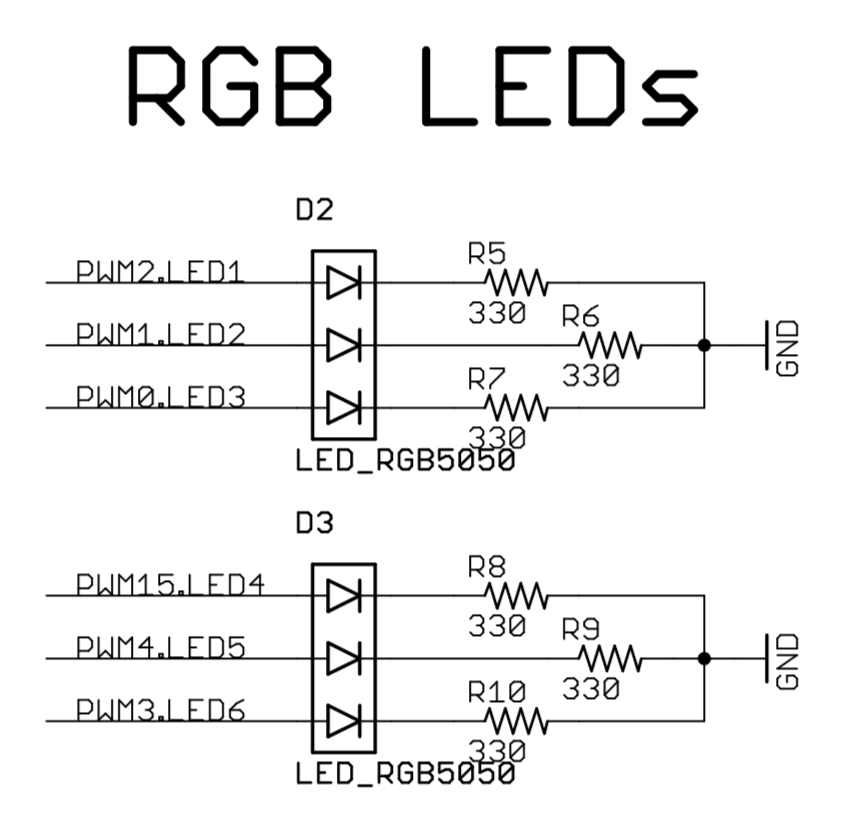 RGB LEDs
D2
PWM2.LED1
R5
330
PWM1.LED2
R6
330
GND
PWM0.LED3
R7
330
LED_RGB5050
D3
PWM15.LED4
R8
330
PWM4.LED5
R9
330
GND
PWM3.LED6
R10
330
LED_RGB5050